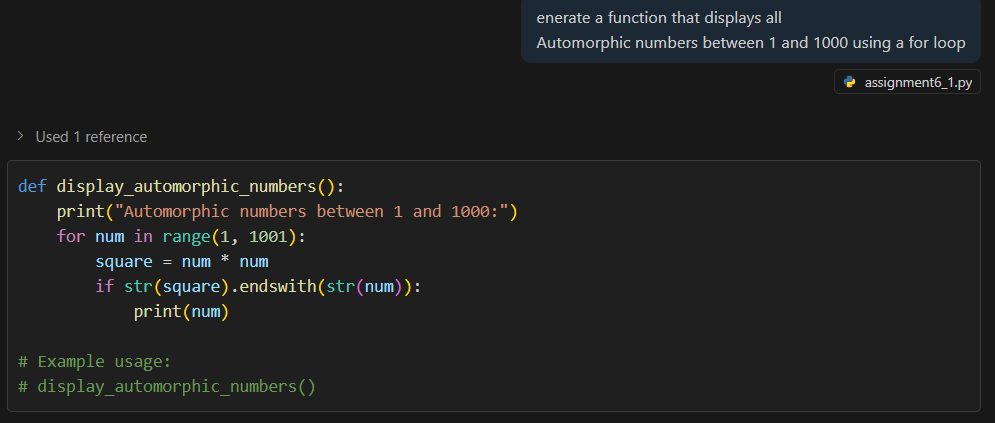 enerate a function that displays all
Automorphic numbers between 1 and 1000 using a for loop
assignment6_1.py
Used 1 reference
def display_automorphic_numbers():
    print("Automorphic numbers between 1 and 1000:")
    for num in range(1, 1001):
        square = num * num
        if str(square).endswith(str(num)):
            print(num)
# Example usage:
# display_automorphic_numbers()